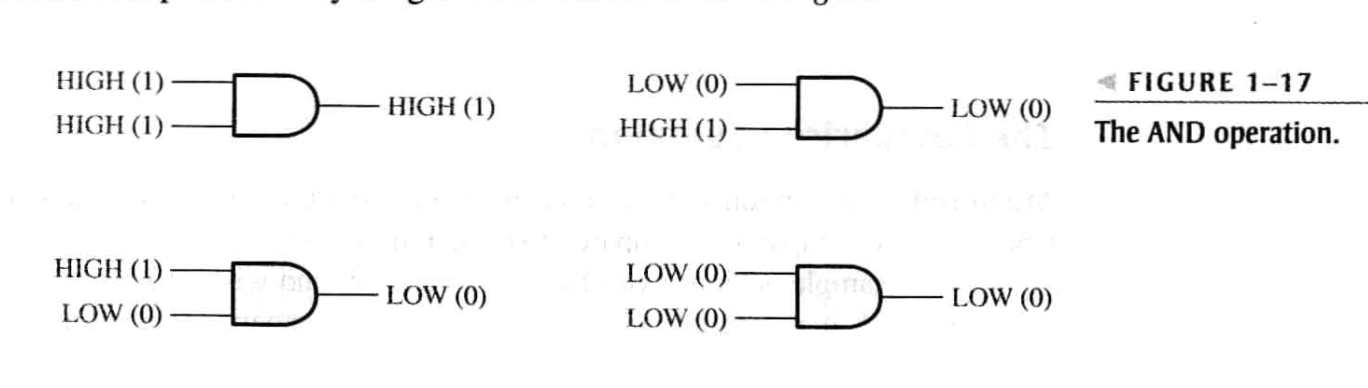 HIGH (1)
HIGH (1)
HIGH (1)
LOW (0)
HIGH (1)
LOW (0)
FIGURE 1–17
The AND operation.
HIGH (1)
LOW (0)
LOW (0)
LOW (0)
LOW (0)
LOW (0)